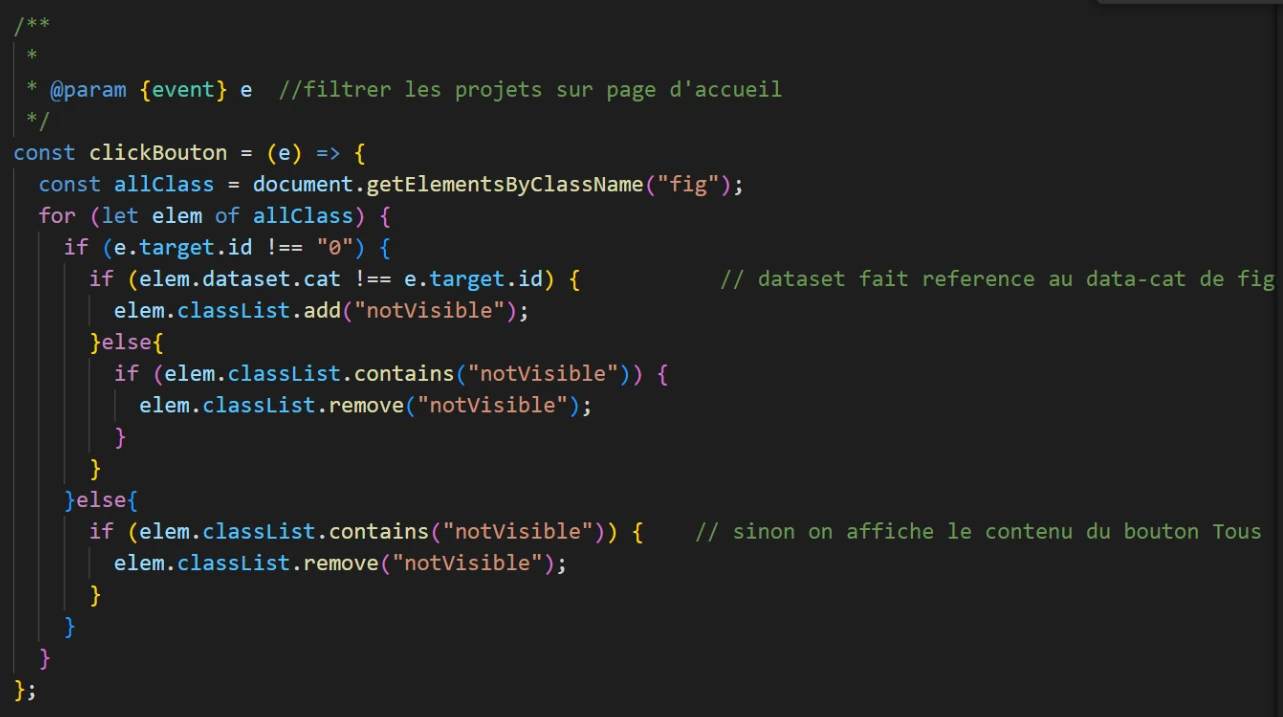 /**
 *
 * @param {event} e  //filtrer les projets sur page d'accueil
 */
const clickBouton = (e) => {
  const allClass = document.getElementsByClassName("fig");
  for (let elem of allClass) {
    if (e.target.id !== "0") {
      if (elem.dataset.cat !== e.target.id) {           // dataset fait reference au data-cat de fig
        elem.classList.add("notVisible");
      }else{
        if (elem.classList.contains("notVisible")) {
          elem.classList.remove("notVisible");
        }
      }
    }else{
      if (elem.classList.contains("notVisible")) {    // sinon on affiche le contenu du bouton Tous
        elem.classList.remove("notVisible");
      }
    }
  }
};